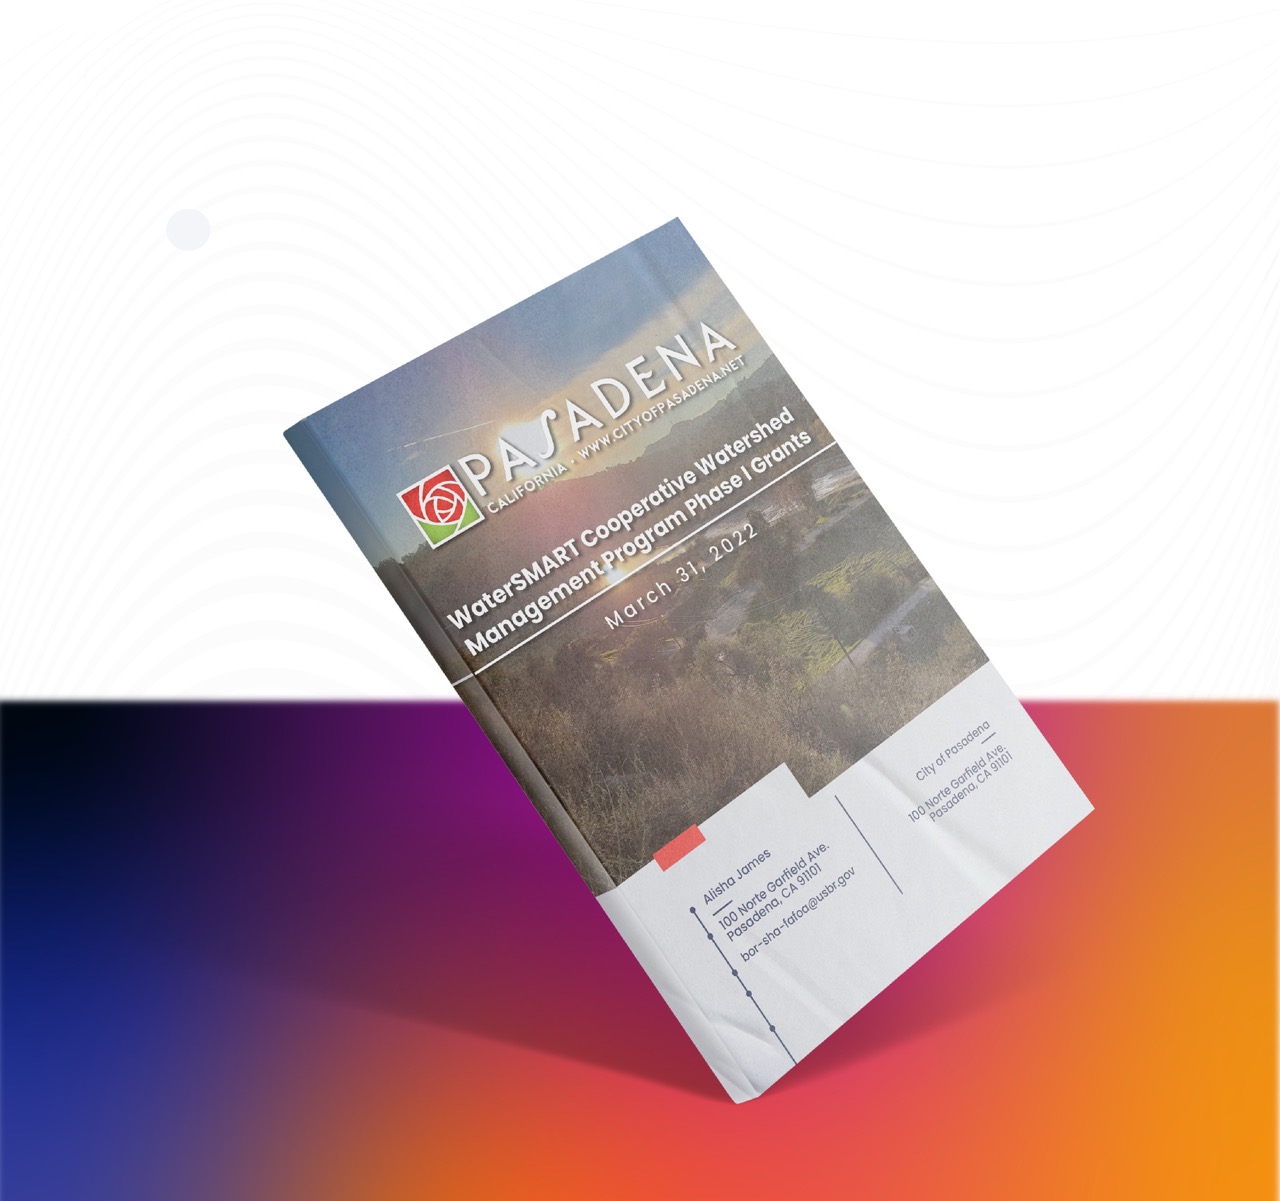 PASADENA
CALIFORNIA • WWW.CITYOFPASADENA.NET
WaterSMART Cooperative Watershed
Management Program Phase I Grants
March 31, 2022
Alisha James
100 Norte Garfield Ave.
Pasadena, CA 91101
bor-sha-fafoa@usbr.gov
City of Pasadena
100 Norte Garfield Ave.
Pasadena, CA 91101